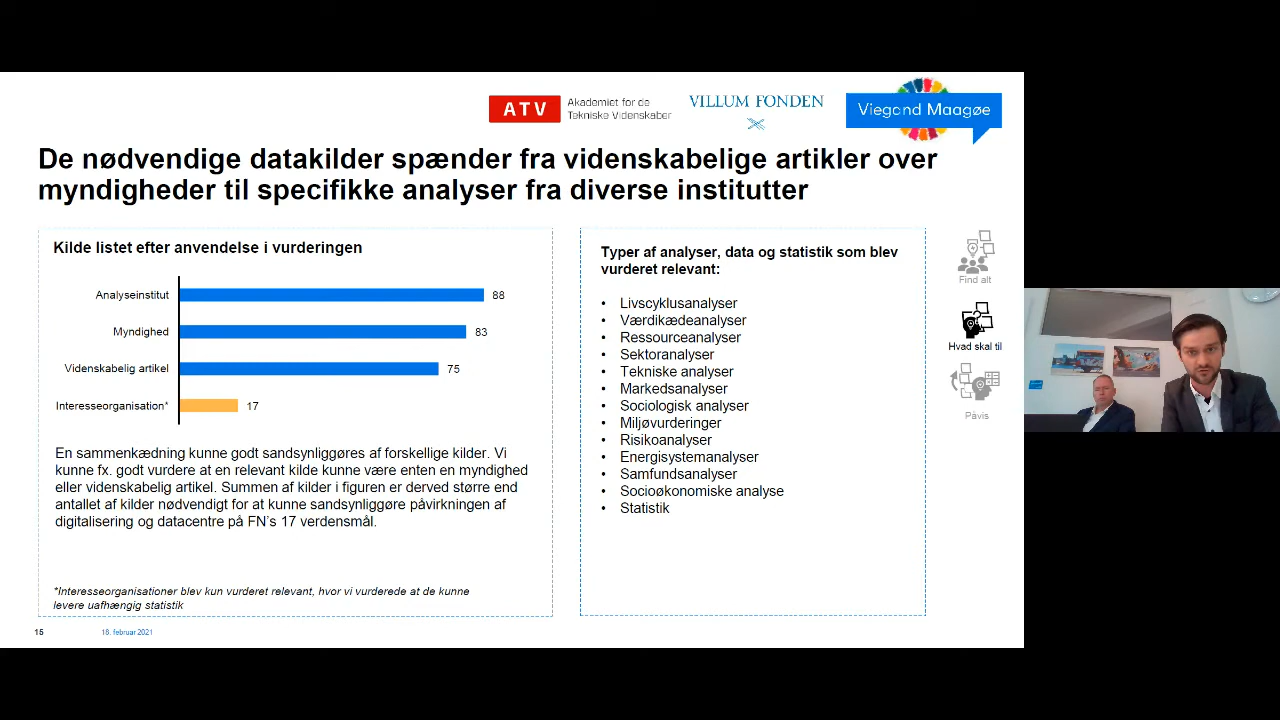 ATV
Akademiet for de
Tekniske Videnskaber
VILLUM FONDEN
Viegand Maagøe
De nødvendige datakilder spænder fra videnskabelige artikler over
myndigheder til specifikke analyser fra diverse institutter
Kilde listet efter anvendelse i vurderingen
Analyseinstitut 88
Myndighed 83
Videnskabelig artikel 75
Interesseorganisation* 17
En sammenkædning kunne godt sandsynliggøres af forskellige kilder. Vi
kunne fx. godt vurdere at en relevant kilde kunne være enten en myndighed
eller videnskabelig artikel. Summen af kilder i figuren er derved større end
antallet af kilder nødvendigt for at kunne sandsynliggøre påvirkningen af
digitalisering og datacentre på FN's 17 verdensmål.
*Interesseorganisationer blev kun vurderet relevant, hvor vi vurderede at de kunne
levere uafhængig statistik
Typer af analyser, data og statistik som blev
vurderet relevant:
• Livscyklusanalyser
• Værdikædeanalyser
• Ressourceanalyser
• Sektoranalyser
• Tekniske analyser
• Markedsanalyser
• Sociologisk analyser
• Miljøvurderinger
• Risikoanalyser
• Energisystemanalyser
• Samfundsanalyser
• Socioøkonomiske analyse
• Statistik
Find alt
Hvad skal til
Påvis
15
18. februar 2021